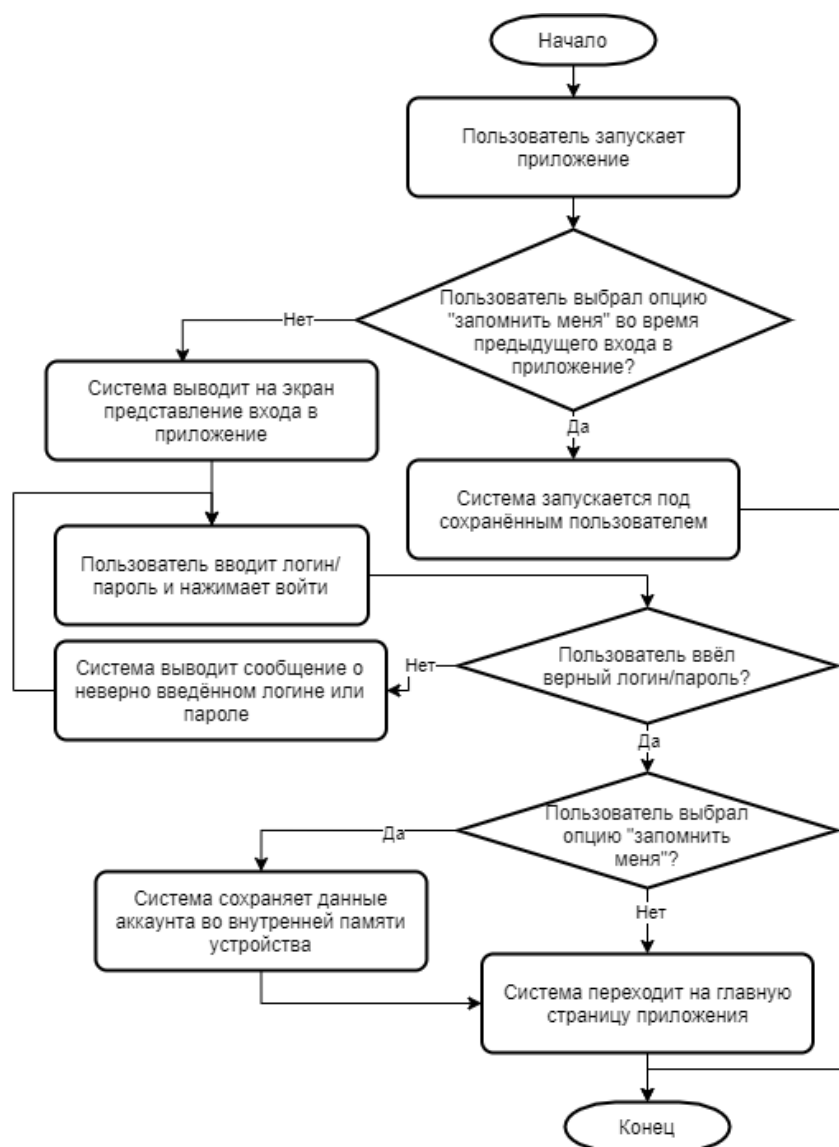 Начало
Пользователь запускает
приложение
Пользователь выбрал опцию
"запомнить меня" во время
предыдущего входа в
приложение?
Нет
Система выводит на экран
представление входа в
приложение
Да
Система запускается под
сохранённым пользователем
Пользователь вводит логин/
пароль и нажимает войти
Пользователь ввёл
верный логин/пароль?
Нет
Система выводит сообщение о
неверно введённом логине или
пароле
Да
Пользователь выбрал
опцию "запомнить
меня"?
Да
Система сохраняет данные
аккаунта во внутренней памяти
устройства
Нет
Система переходит на главную
страницу приложения
Конец